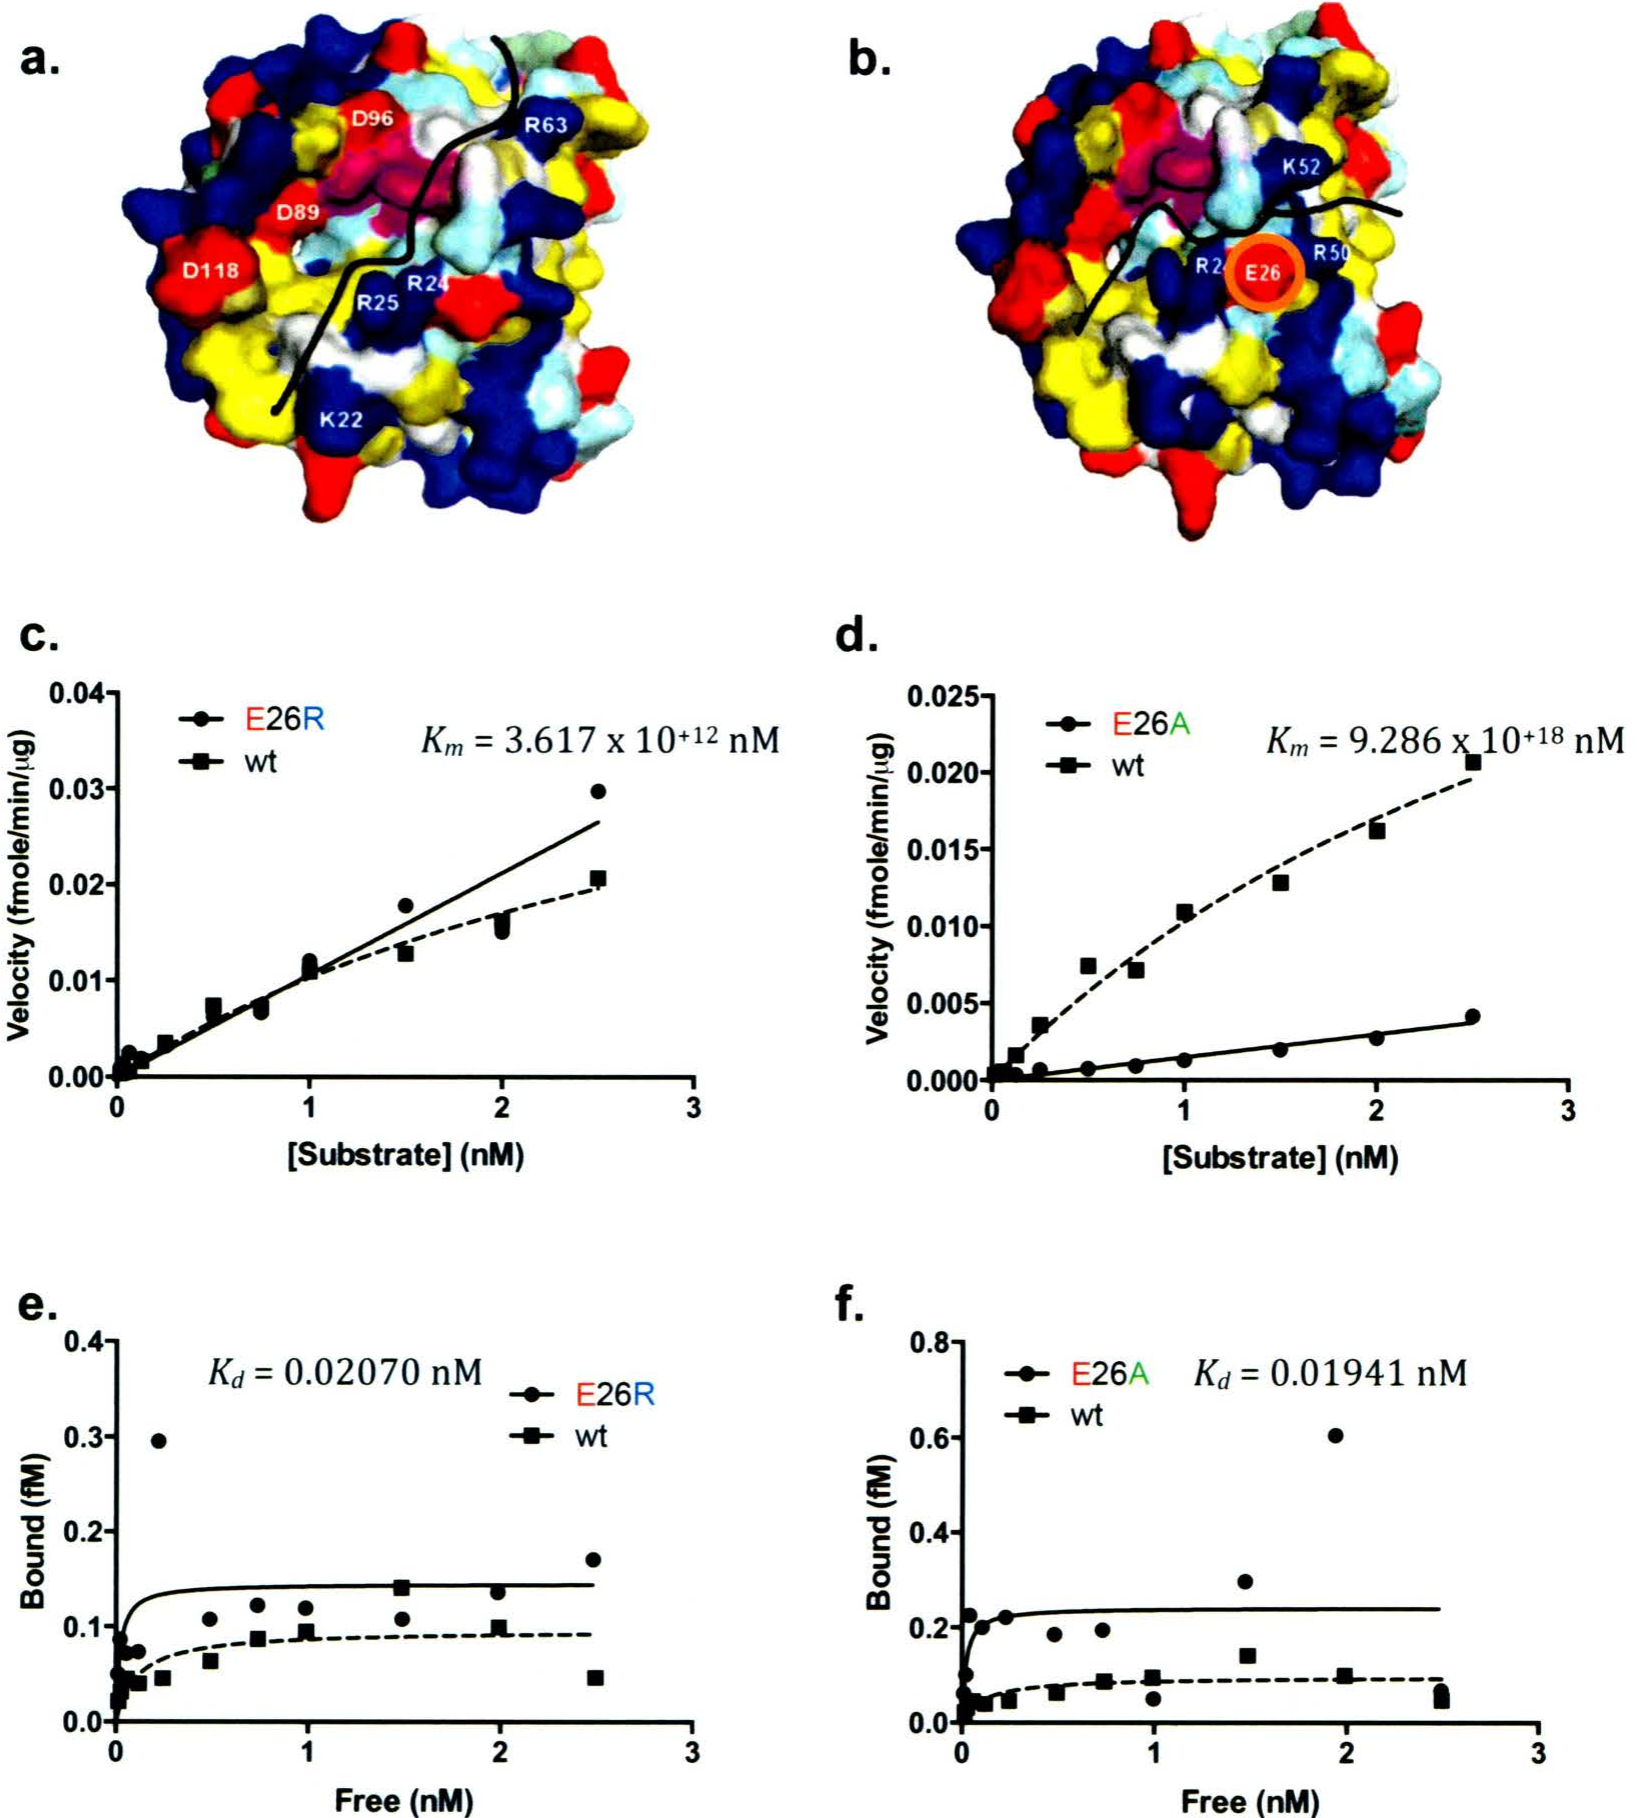 a.
D96
R63
D89
D118
R24
R25
K22
b.
K52
R50
R24
E26
c.
0.04
0.03
0.02
0.01
0.00
Velocity (fmole/min/µg)
E26R
wt
Km = 3.617 x 10+12 nM
0 1 2 3
[Substrate] (nM)
d.
0.025
0.020
0.015
0.010
0.005
0.000
Velocity (fmole/min/µg)
E26A
wt
Km = 9.286 x 10+18 nM
0 1 2 3
[Substrate] (nM)
e.
0.4
0.3
0.2
0.1
0.0
Bound (fM)
Kd = 0.02070 nM
E26R
wt
0 1 2 3
Free (nM)
f.
0.8
0.6
0.4
0.2
0.0
Bound (fM)
E26A
wt
Kd = 0.01941 nM
0 1 2 3
Free (nM)